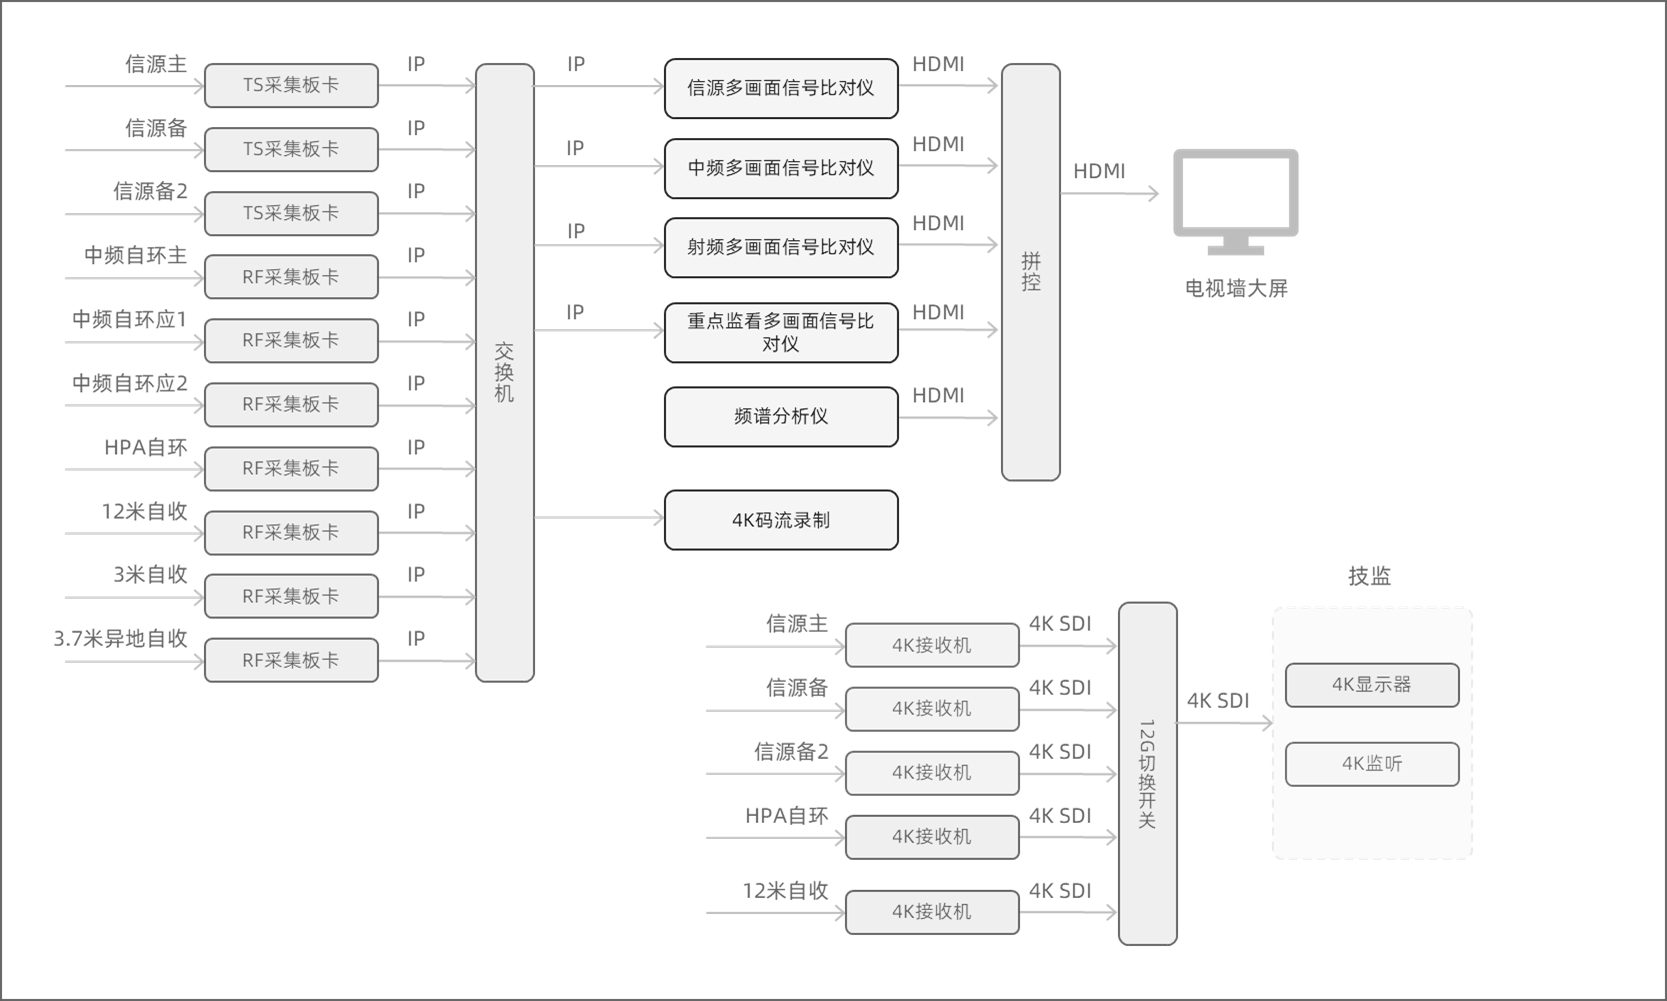 信源主
TS采集板卡
IP
信源备
TS采集板卡
IP
信源备2
TS采集板卡
IP
中频自环主
RF采集板卡
IP
中频自环应1
RF采集板卡
IP
中频自环应2
RF采集板卡
IP
HPA自环
RF采集板卡
IP
12米自收
RF采集板卡
IP
3米自收
RF采集板卡
IP
3.7米异地自收
RF采集板卡
IP
交换机
IP
信源多画面信号比对仪
HDMI
IP
中频多画面信号比对仪
HDMI
IP
射频多画面信号比对仪
HDMI
IP
重点监看多画面信号比
对仪
HDMI
频谱分析仪
HDMI
4K码流录制
拼控
HDMI
电视墙大屏
信源主
4K接收机
4K SDI
信源备
4K接收机
4K SDI
信源备2
4K接收机
4K SDI
HPA自环
4K接收机
4K SDI
12米自收
4K接收机
4K SDI
12G切换开关
4K SDI
技监
4K显示器
4K监听